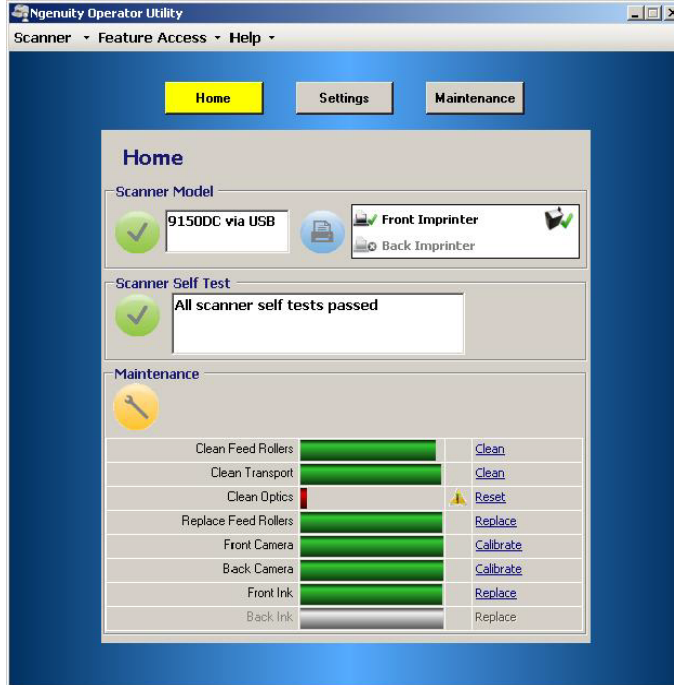 Ngenuity Operator Utility
Scanner Feature Access Help
Home Settings Maintenance
Home
Scanner Model
9150DC via USB
Front Imprinter
Back Imprinter
Scanner Self Test
All scanner self tests passed
Maintenance
Clean Feed Rollers Clean
Clean Transport Clean
Clean Optics Reset
Replace Feed Rollers Replace
Front Camera Calibrate
Back Camera Calibrate
Front Ink Replace
Back Ink Replace